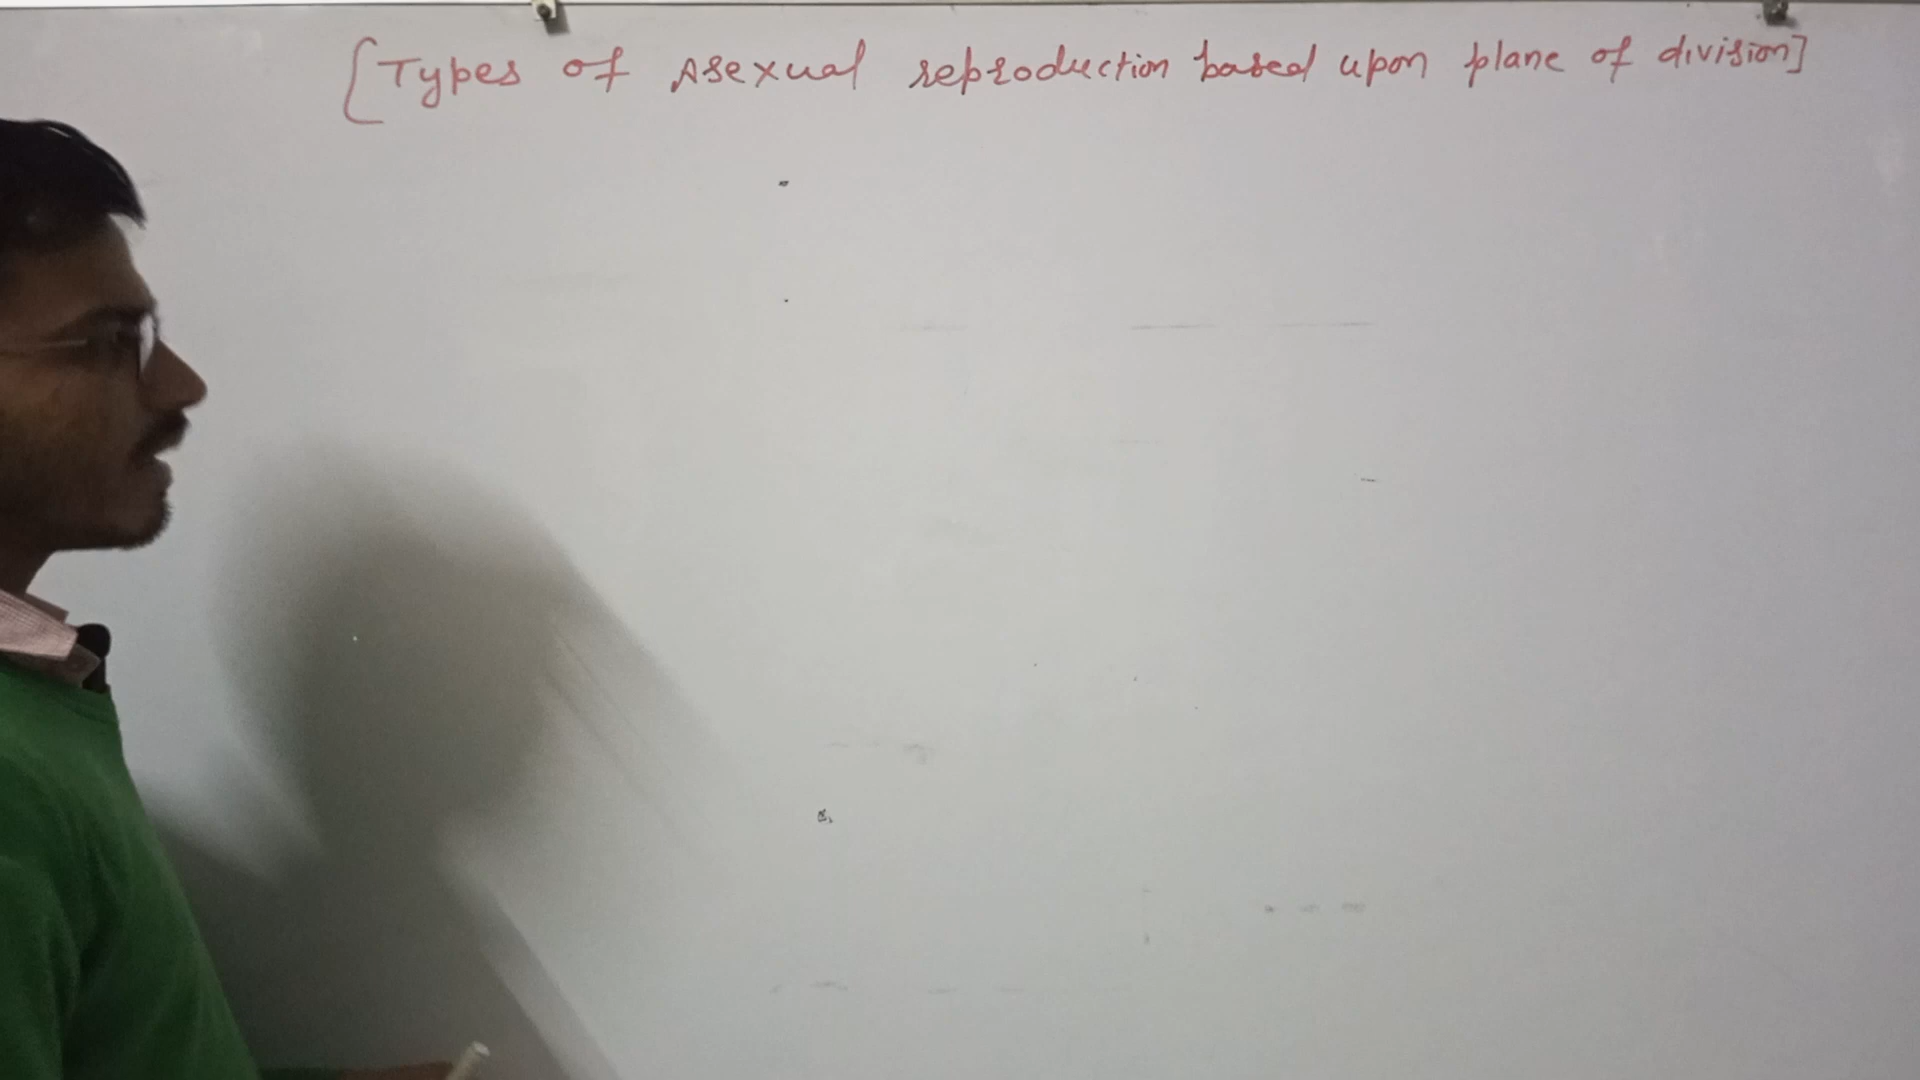 [Types of Asexual reproduction based upon plane of division]